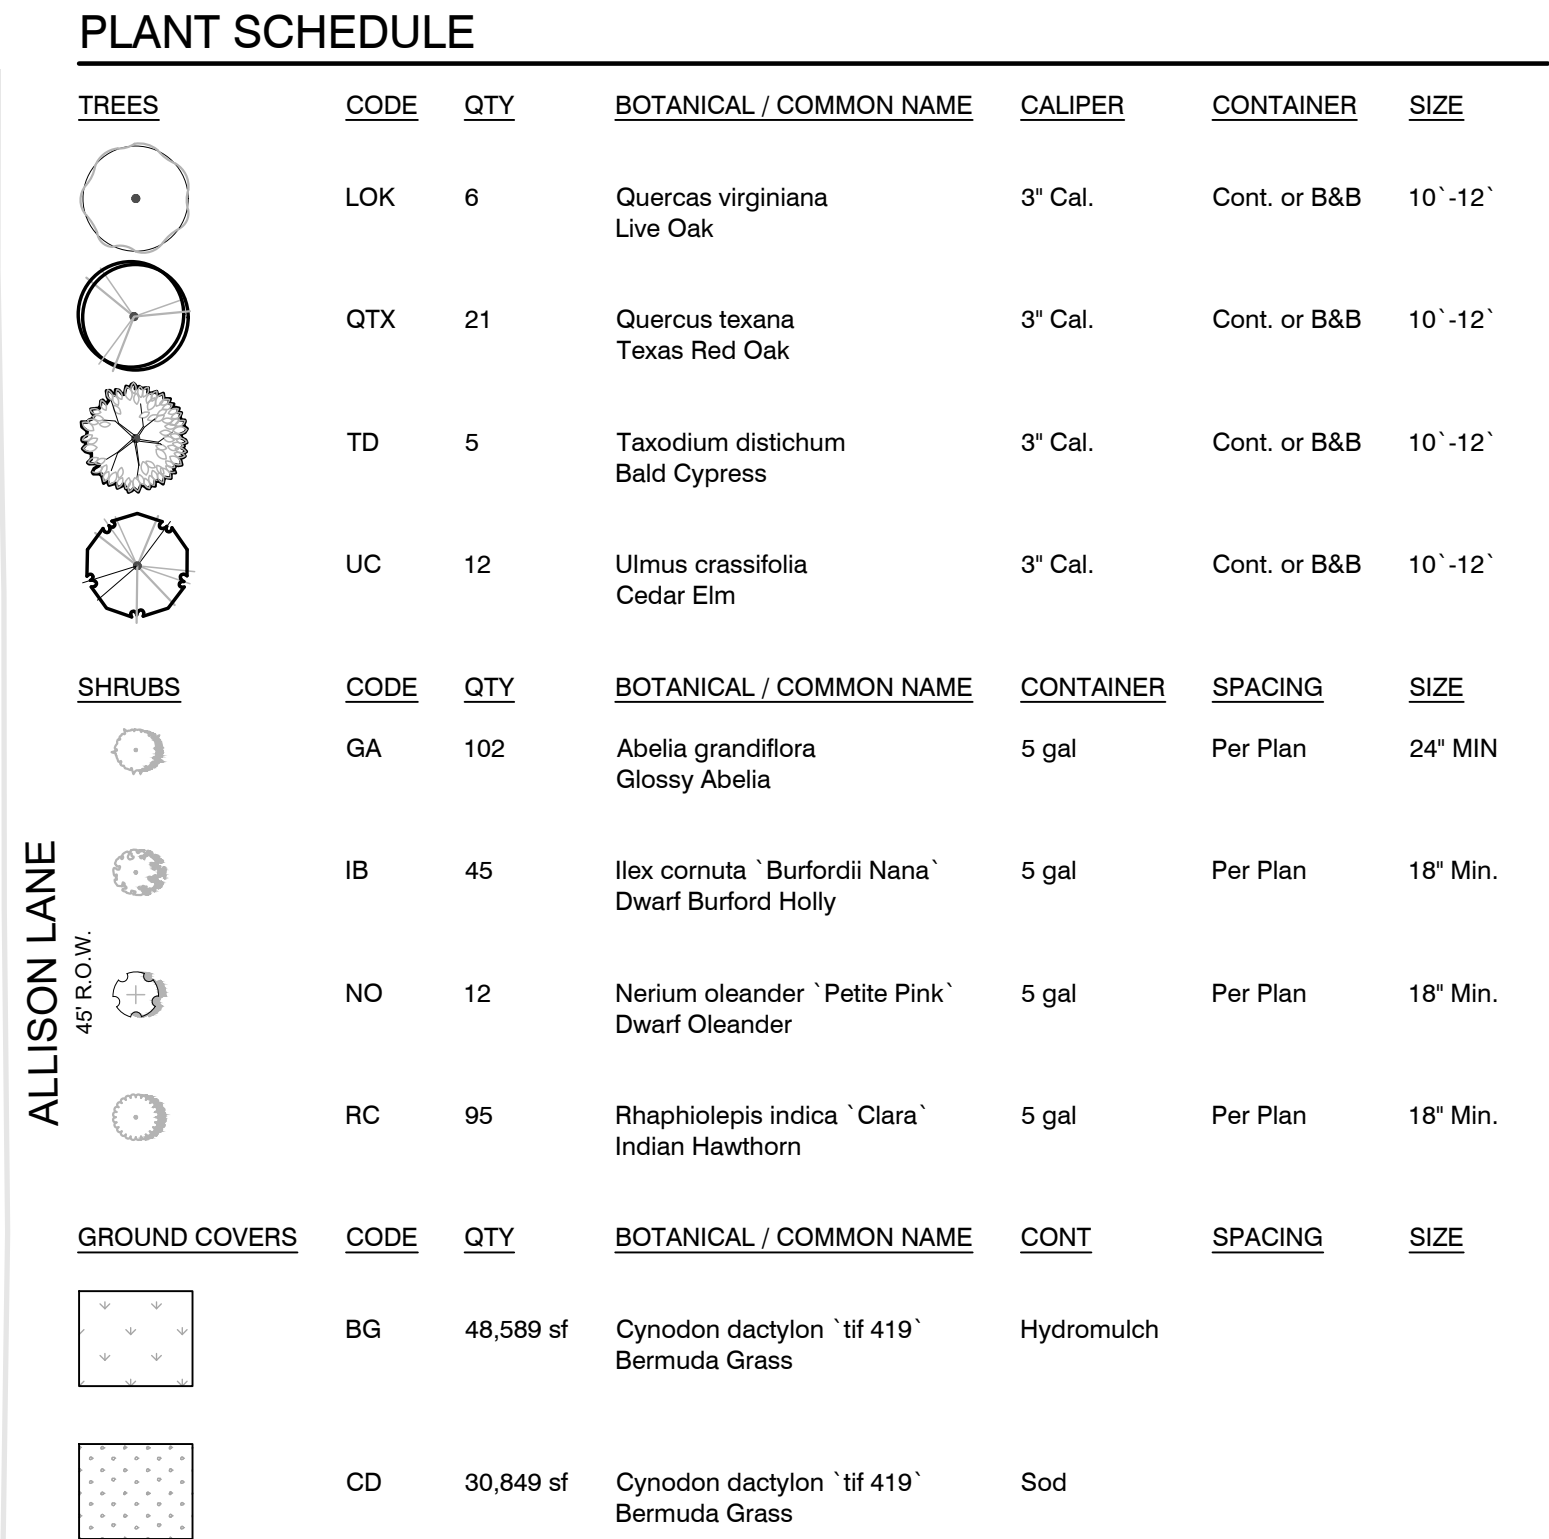 PLANT SCHEDULE
TREES CODE QTY BOTANICAL / COMMON NAME CALIPER CONTAINER SIZE
LOK 6 Quercas virginiana 3" Cal. Cont. or B&B 10`-12`
Live Oak
QTX 21 Quercus texana 3" Cal. Cont. or B&B 10`-12`
Texas Red Oak
TD 5 Taxodium distichum 3" Cal. Cont. or B&B 10`-12`
Bald Cypress
UC 12 Ulmus crassifolia 3" Cal. Cont. or B&B 10`-12`
Cedar Elm
SHRUBS CODE QTY BOTANICAL / COMMON NAME CONTAINER SPACING SIZE
GA 102 Abelia grandiflora 5 gal Per Plan 24" MIN
Glossy Abelia
IB 45 Ilex cornuta `Burfordii Nana` 5 gal Per Plan 18" Min.
Dwarf Burford Holly
NO 12 Nerium oleander `Petite Pink` 5 gal Per Plan 18" Min.
Dwarf Oleander
RC 95 Rhaphiolepis indica `Clara` 5 gal Per Plan 18" Min.
Indian Hawthorn
GROUND COVERS CODE QTY BOTANICAL / COMMON NAME CONT SPACING SIZE
BG 48,589 sf Cynodon dactylon `tif 419` Hydromulch
Bermuda Grass
CD 30,849 sf Cynodon dactylon `tif 419` Sod
Bermuda Grass
ALLISON LANE
45' R.O.W.